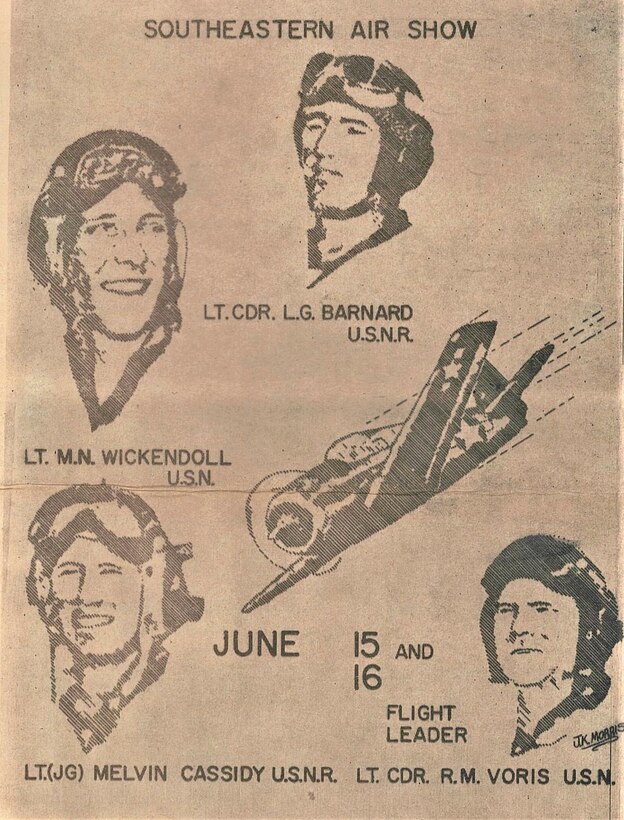 SOUTHEASTERN AIR SHOW
LT. CDR. L.G. BARNARD
U.S.N.R.
LT. M.N. WICKENDOLL
U.S.N.
JUNE 15 AND
16
FLIGHT
LEADER
J.K. MORRIS
LT.(JG) MELVIN CASSIDY U.S.N.R.
LT. CDR. R.M. VORIS U.S.N.